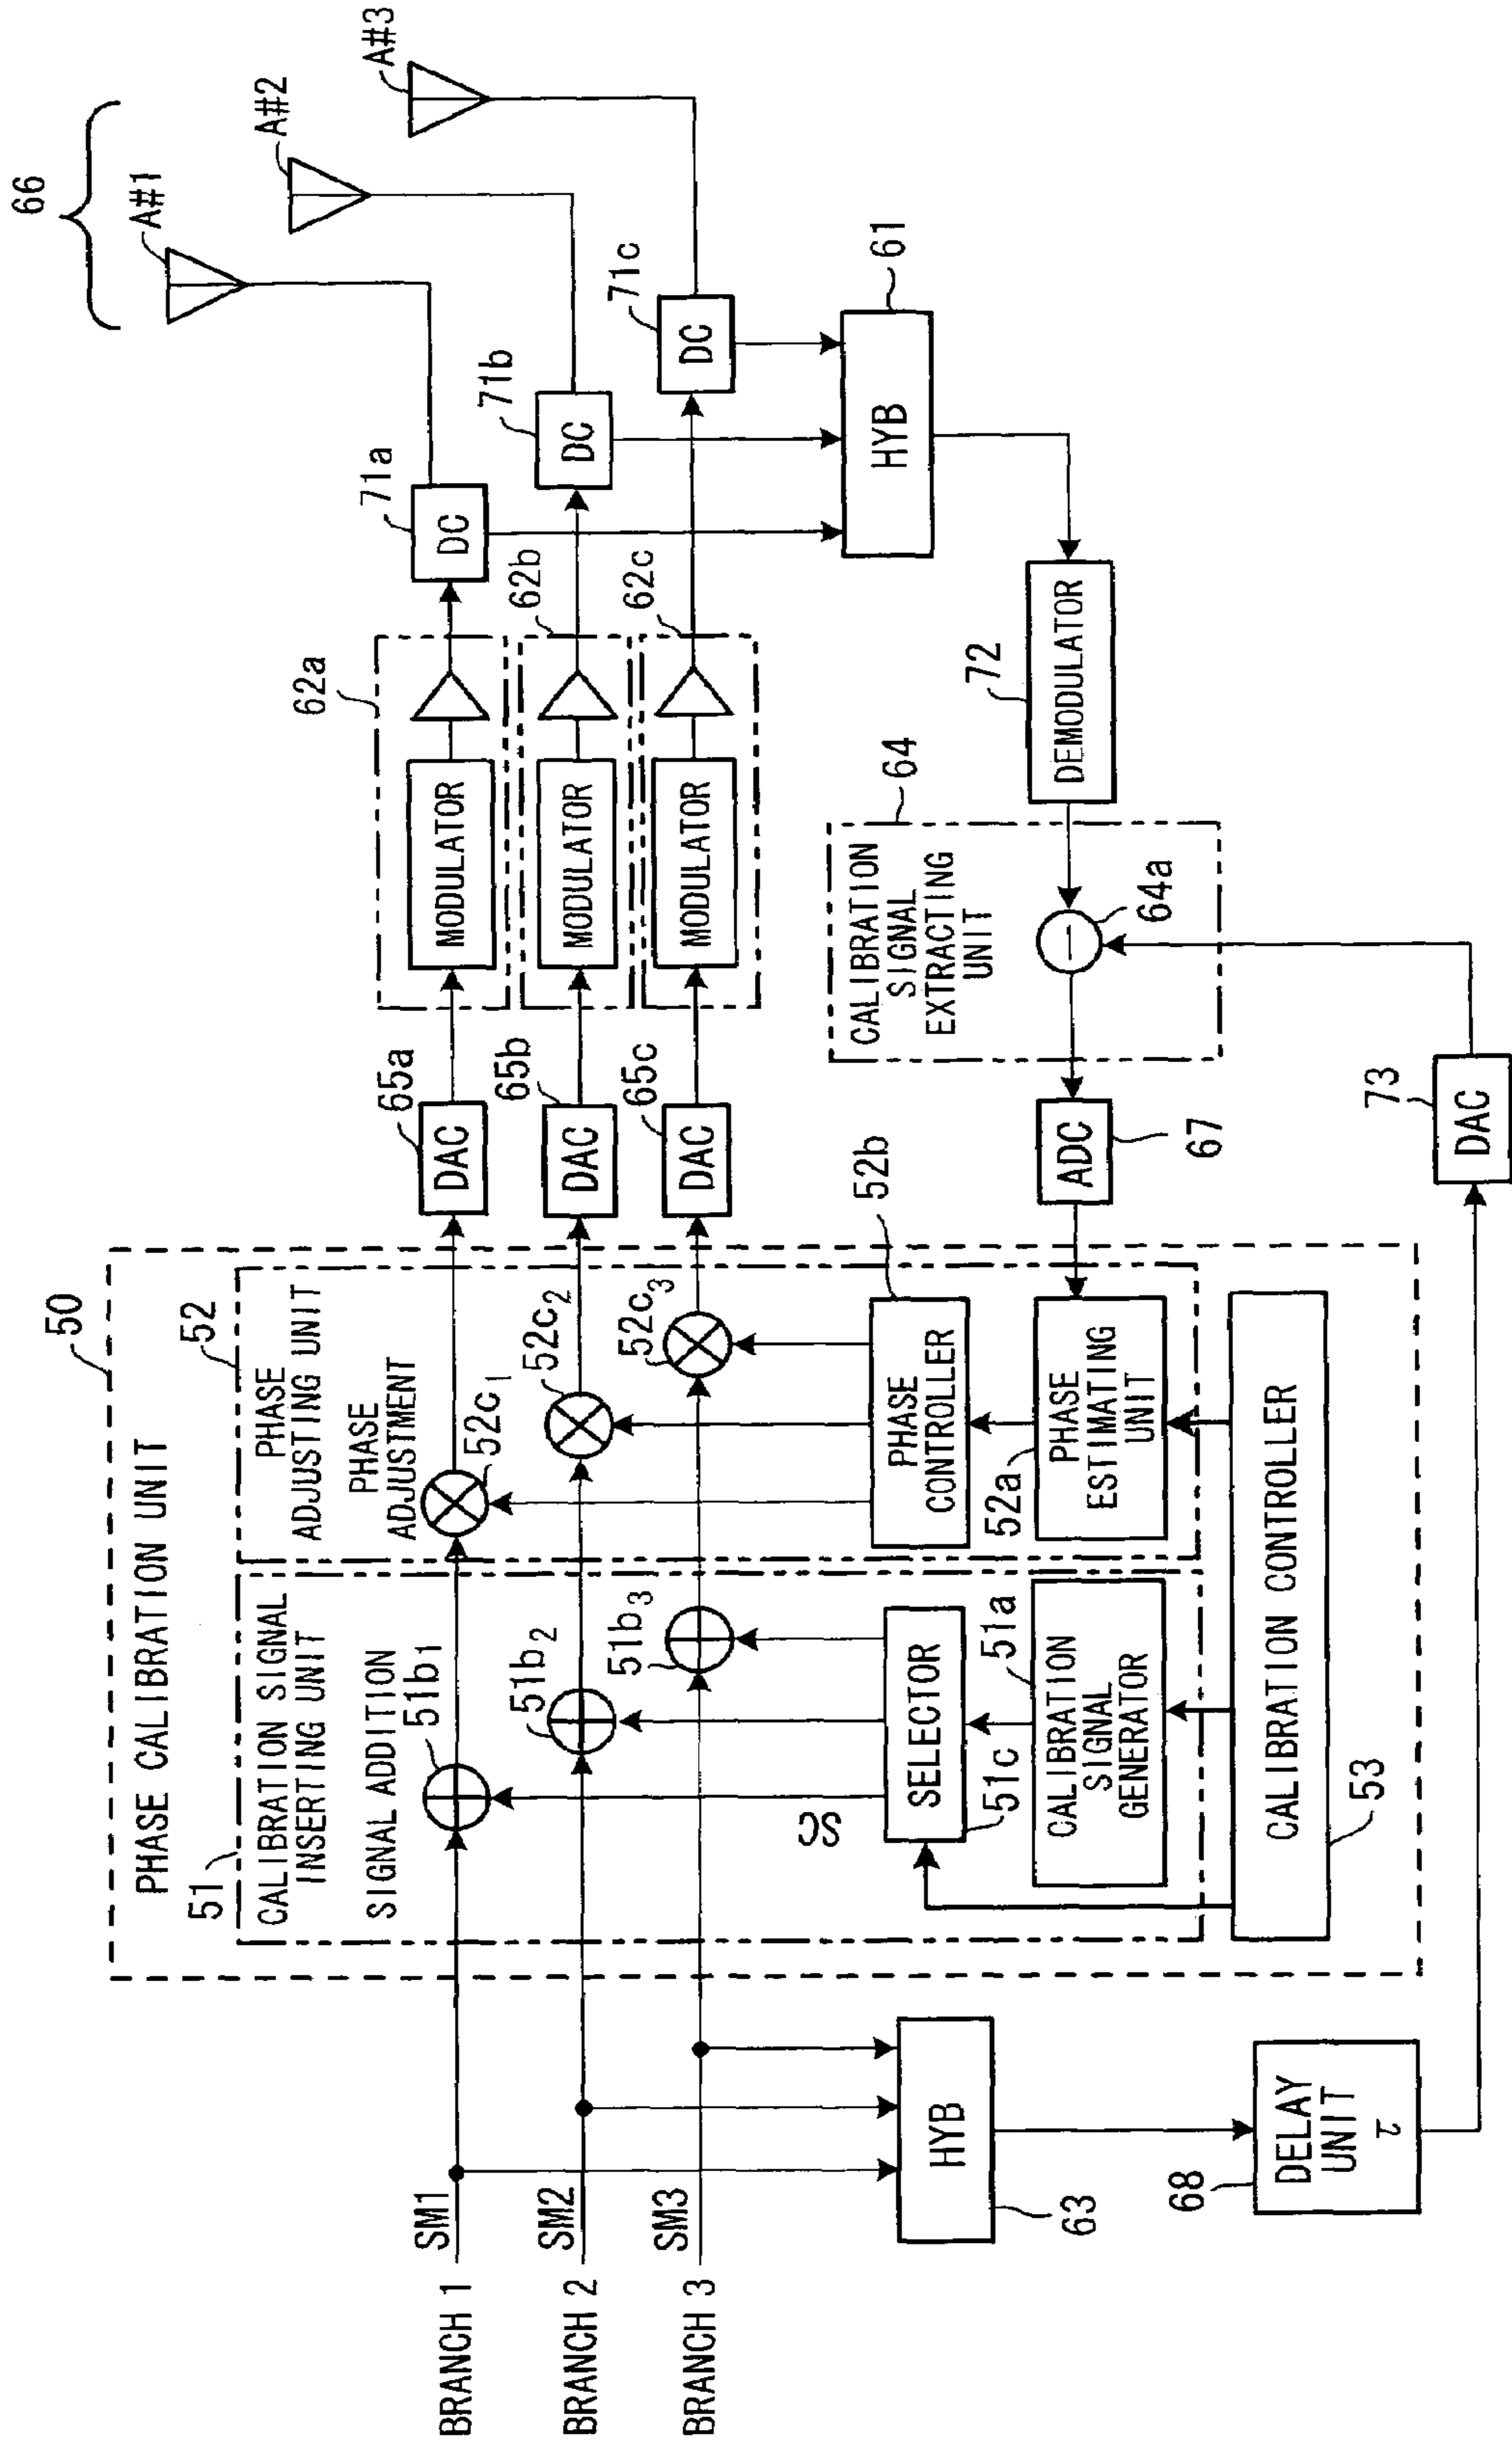 66
A#1
A#2
A#3
50
PHASE CALIBRATION UNIT
51
CALIBRATION SIGNAL
INSERTING UNIT
SIGNAL ADDITION
51b1
51b2
51b3
52
PHASE
ADJUSTING UNIT
PHASE
ADJUSTMENT
52c1
52c2
52c3
BRANCH 1
SM1
BRANCH 2
SM2
BRANCH 3
SM3
SC
SELECTOR
51c
CALIBRATION
SIGNAL
GENERATOR
51a
PHASE
CONTROLLER
52b
PHASE
ESTIMATING
UNIT
52a
CALIBRATION CONTROLLER
53
DAC
65a
DAC
65b
DAC
65c
MODULATOR
62a
MODULATOR
62b
MODULATOR
62c
DC
71a
DC
71b
DC
71c
HYB
61
DEMODULATOR
72
64
CALIBRATION
SIGNAL
EXTRACTING
UNIT
64a
ADC
67
HYB
63
DELAY
UNIT
68
DAC
73